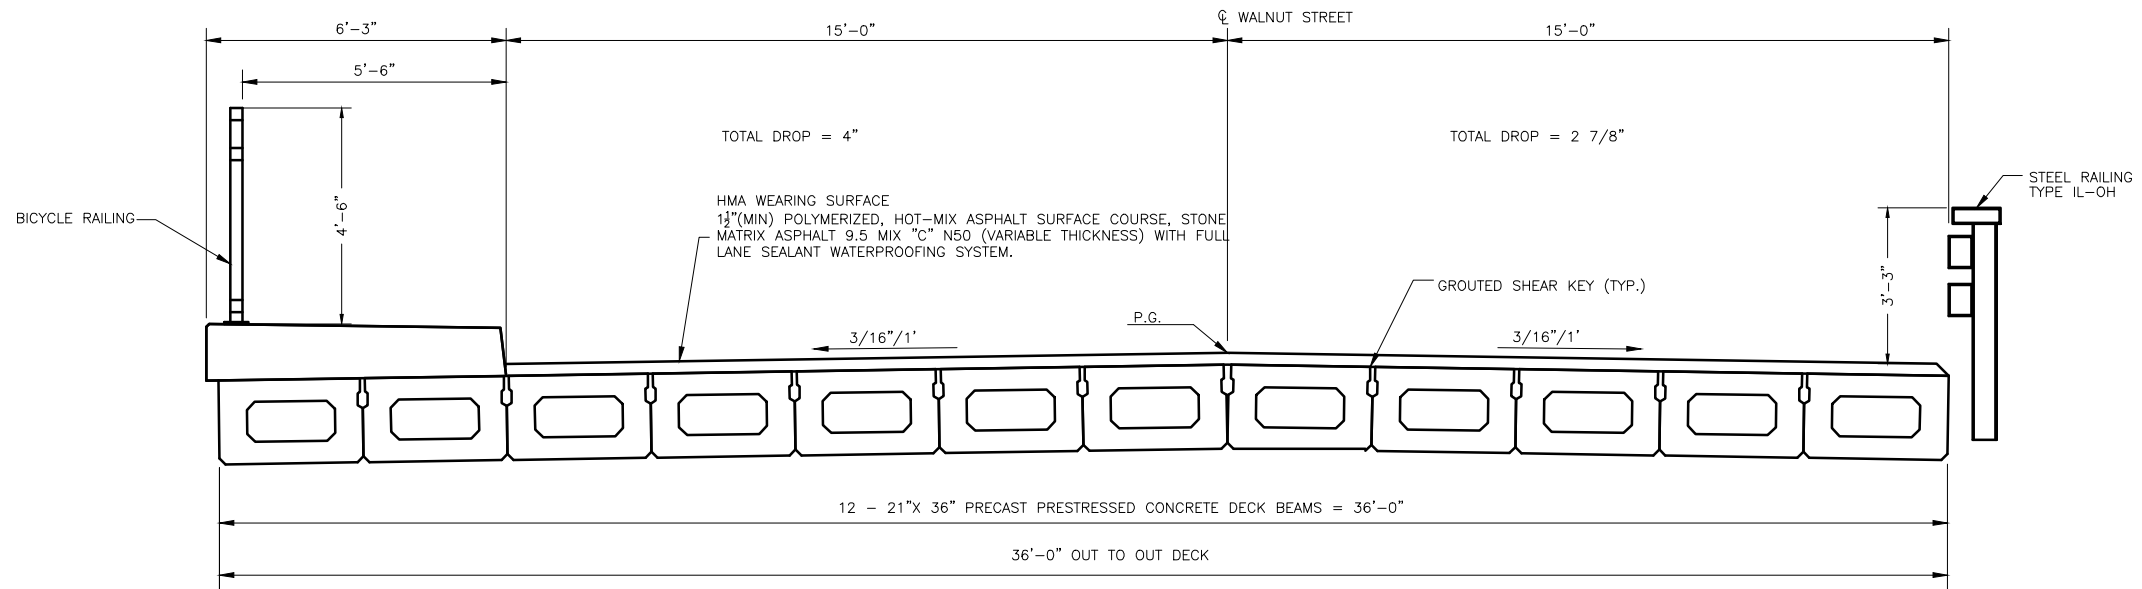 ℄ WALNUT STREET
6'-3"
15'-0"
15'-0"
5'-6"
TOTAL DROP = 4"
TOTAL DROP = 2 7/8"
STEEL RAILING
TYPE IL-OH
HMA WEARING SURFACE
1½"(MIN) POLYMERIZED, HOT-MIX ASPHALT SURFACE COURSE, STONE
MATRIX ASPHALT 9.5 MIX "C" N50 (VARIABLE THICKNESS) WITH FULL
LANE SEALANT WATERPROOFING SYSTEM.
BICYCLE RAILING
4'-6"
3'-3"
GROUTED SHEAR KEY (TYP.)
P.G.
3/16"/1'
3/16"/1'
12 - 21"X 36" PRECAST PRESTRESSED CONCRETE DECK BEAMS = 36'-0"
36'-0" OUT TO OUT DECK